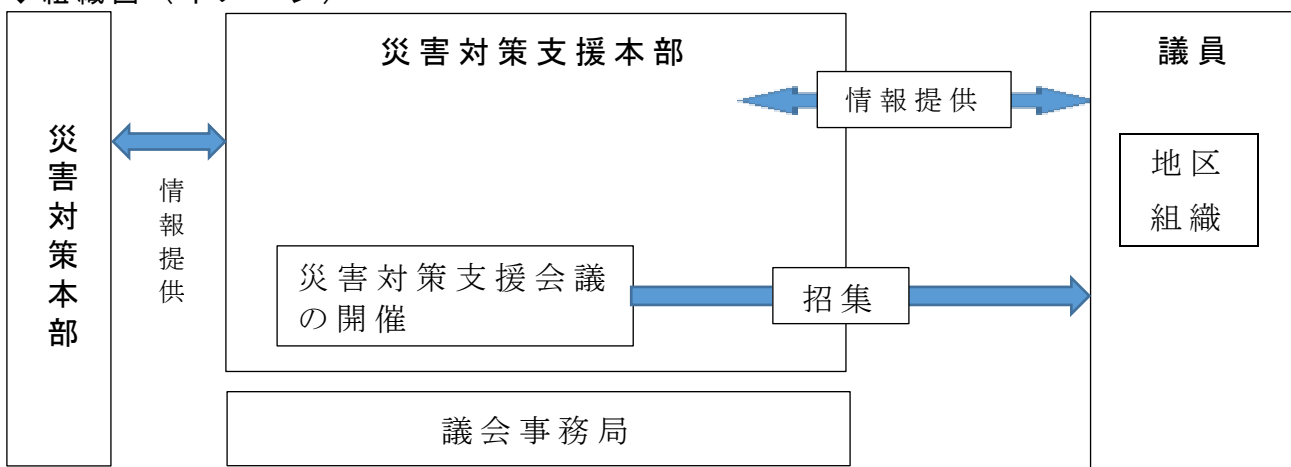 災害対策本部
情報提供
災害対策支援本部
情報提供
災害対策支援会議
の開催
招集
議会事務局
議員
地区
組織